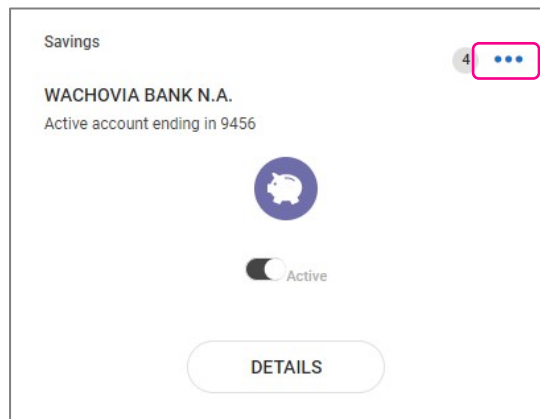 Savings
4
WACHOVIA BANK N.A.
Active account ending in 9456
Active
DETAILS